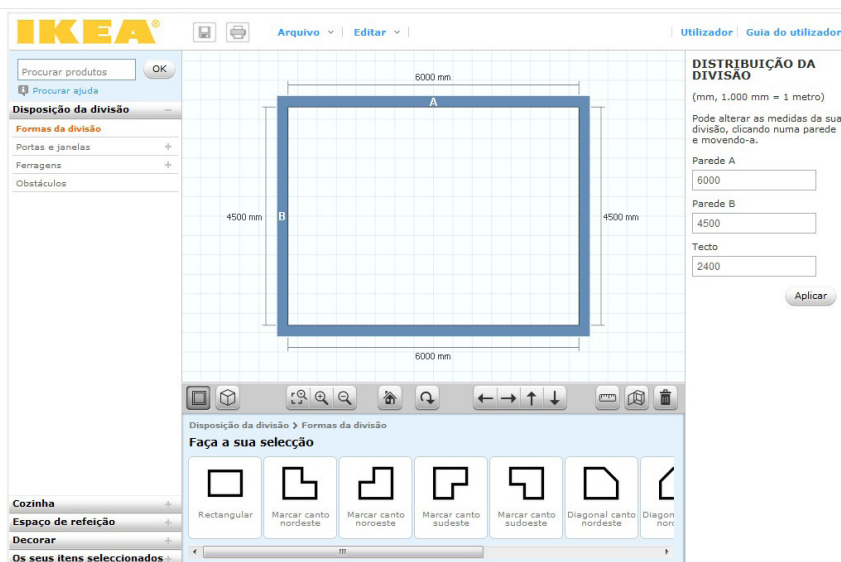 IKEA®
Arquivo
Editar
Utilizador
Guia do utilizador
Procurar produtos
OK
Procurar ajuda
Disposição da divisão
Formas da divisão
Portas e janelas
Ferragens
Obstáculos
Cozinha
Espaço de refeição
Decorar
Os seus itens seleccionados
6000 mm
A
4500 mm
B
4500 mm
6000 mm
Disposição da divisão > Formas da divisão
Faça a sua selecção
Rectangular
Marcar canto
nordeste
Marcar canto
noroeste
Marcar canto
sudeste
Marcar canto
sudoeste
Diagonal canto
nordeste
Diagon
DISTRIBUIÇÃO DA
DIVISÃO
(mm, 1.000 mm = 1 metro)
Pode alterar as medidas da sua
divisão, clicando numa parede
e movendo-a.
Parede A
6000
Parede B
4500
Tecto
2400
Aplicar